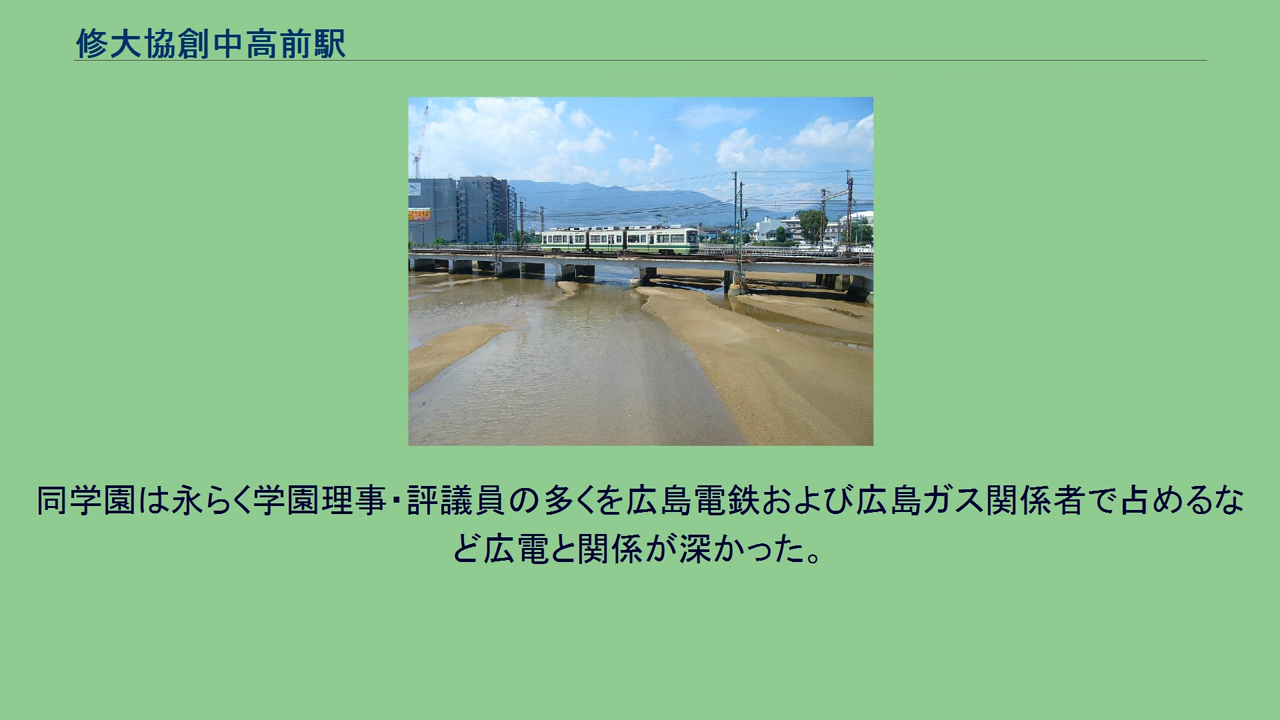 修大協創中高前駅
同学園は永らく学園理事・評議員の多くを広島電鉄および広島ガス関係者で占めるな
ど広電と関係が深かった。